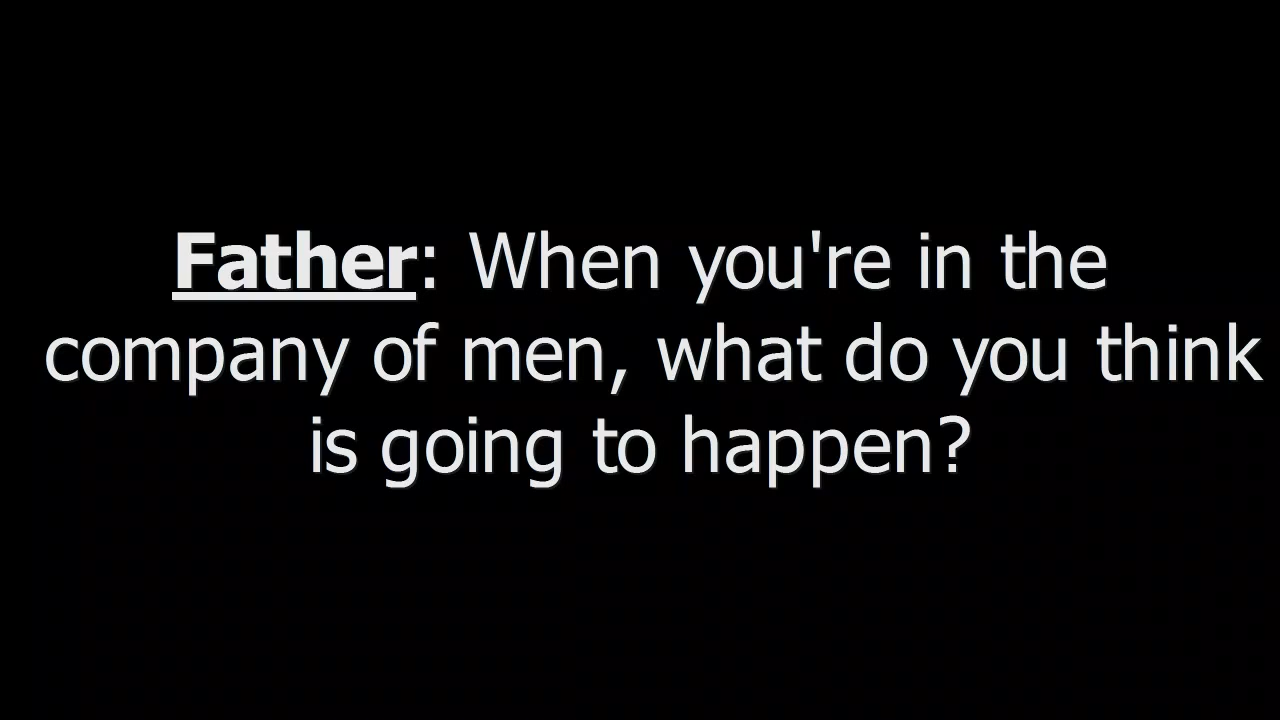 Father: When you're in the
company of men, what do you think
is going to happen?